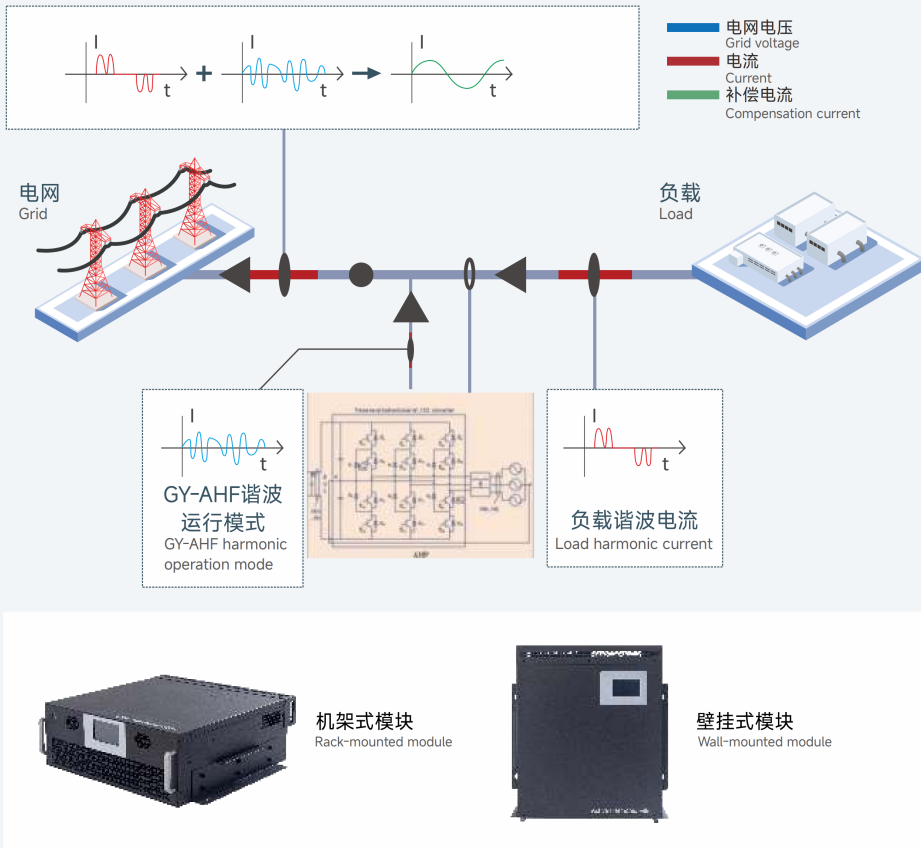 I
I
I
t
t
t
电网电压
Grid voltage
电流
Current
补偿电流
Compensation current
电网
Grid
负载
Load
I
t
GY-AHF谐波
运行模式
GY-AHF harmonic
operation mode
AHF
I
t
负载谐波电流
Load harmonic current
机架式模块
Rack-mounted module
壁挂式模块
Wall-mounted module